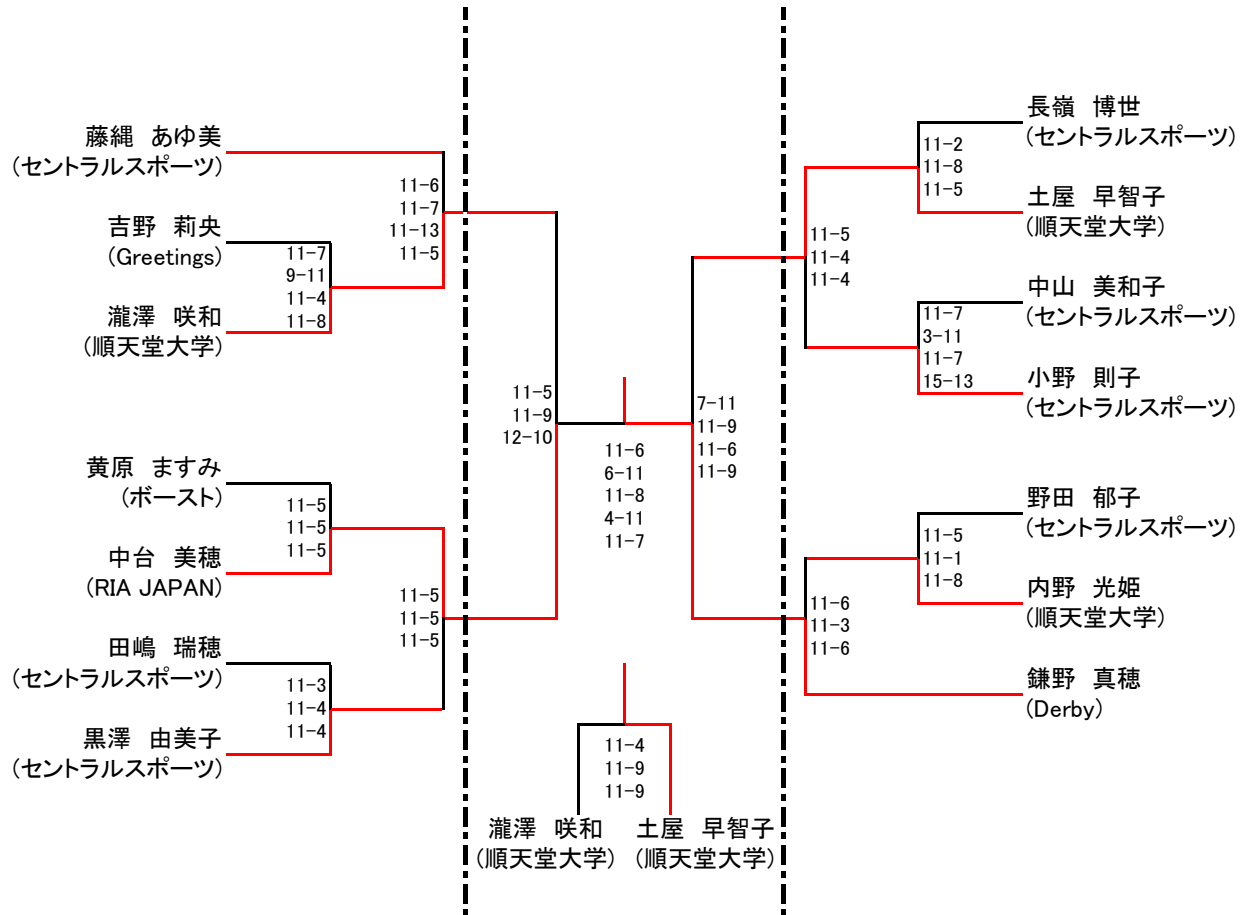 藤縄 あゆ美
(セントラルスポーツ)
吉野 莉央
(Greetings)
瀧澤 咲和
(順天堂大学)
11-7
9-11
11-4
11-8
11-6
11-7
11-13
11-5
黄原 ますみ
(ボースト)
中台 美穂
(RIA JAPAN)
11-5
11-5
11-5
田嶋 瑞穂
(セントラルスポーツ)
黒澤 由美子
(セントラルスポーツ)
11-3
11-4
11-4
11-5
11-5
11-5
11-5
11-9
12-10
11-6
6-11
11-8
4-11
11-7
7-11
11-9
11-6
11-9
11-4
11-9
11-9
瀧澤 咲和
(順天堂大学)
土屋 早智子
(順天堂大学)
長嶺 博世
(セントラルスポーツ)
11-2
11-8
11-5
土屋 早智子
(順天堂大学)
11-5
11-4
11-4
中山 美和子
(セントラルスポーツ)
11-7
3-11
11-7
15-13
小野 則子
(セントラルスポーツ)
野田 郁子
(セントラルスポーツ)
11-5
11-1
11-8
内野 光姫
(順天堂大学)
11-6
11-3
11-6
鎌野 真穂
(Derby)